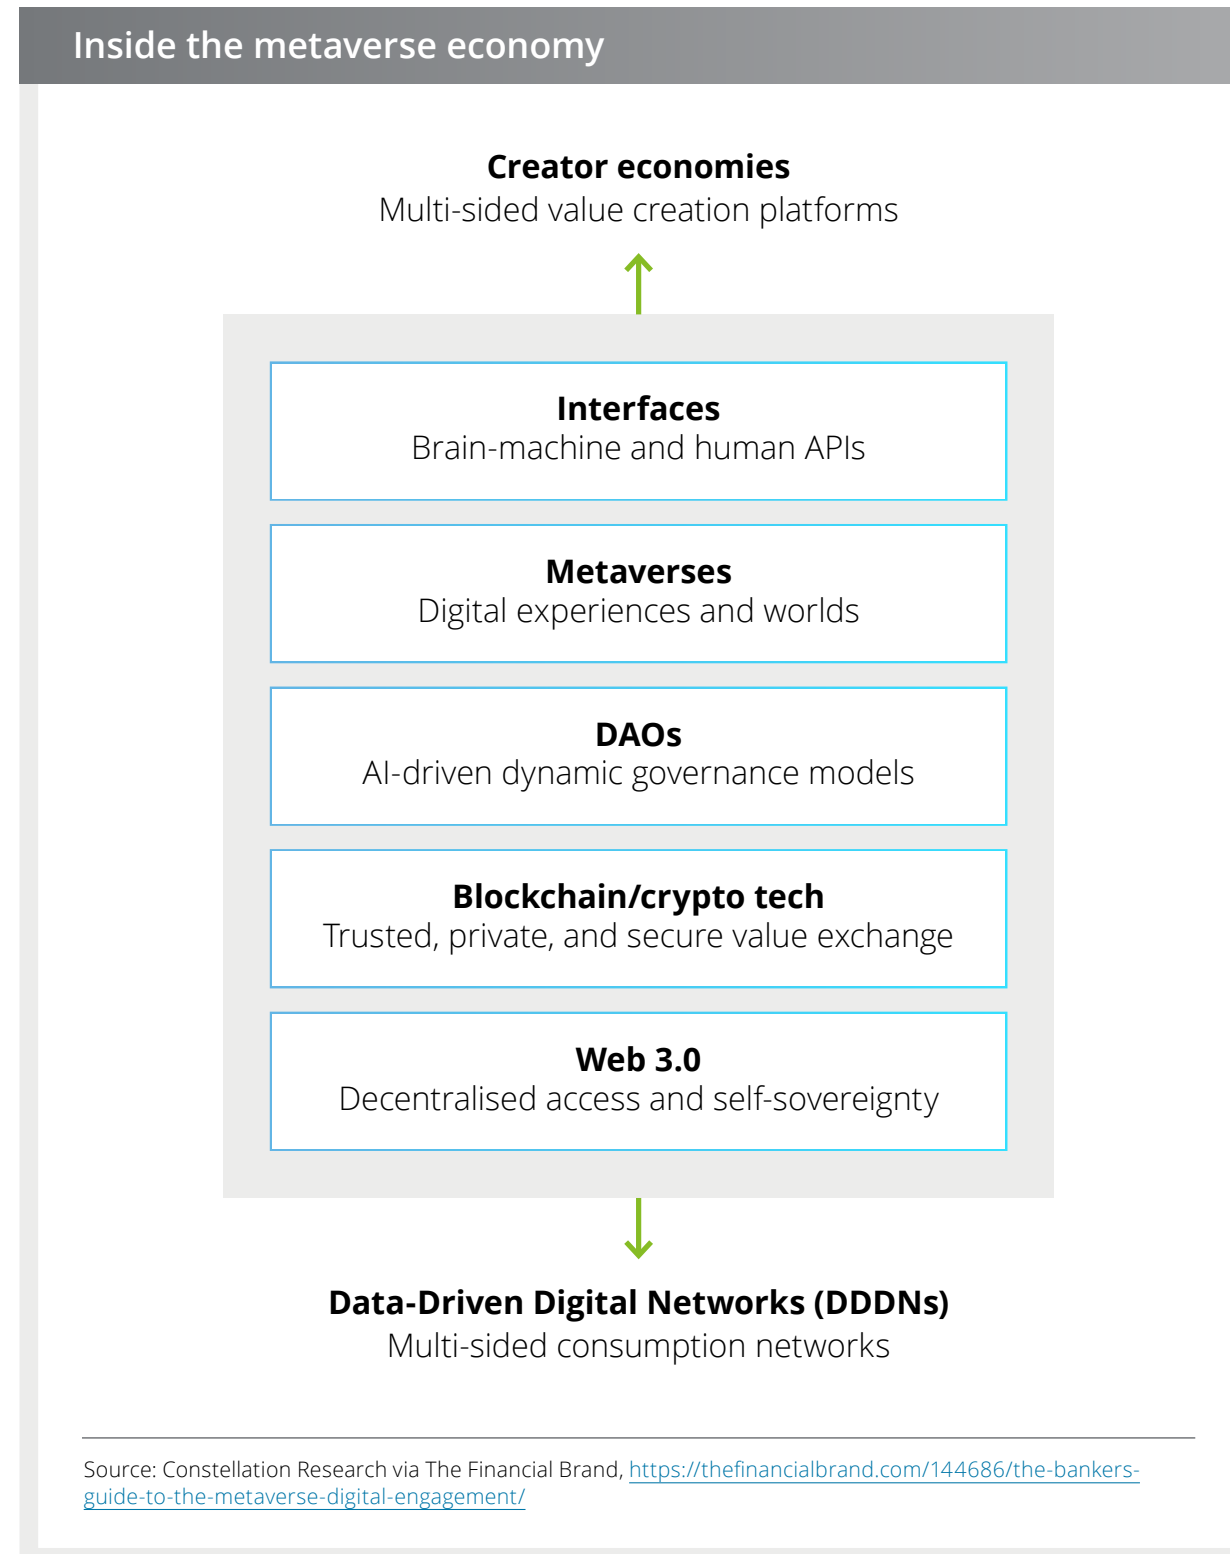 Inside the metaverse economy
Creator economies
Multi-sided value creation platforms
Interfaces
Brain-machine and human APIs
Metaverses
Digital experiences and worlds
DAOs
AI-driven dynamic governance models
Blockchain/crypto tech
Trusted, private, and secure value exchange
Web 3.0
Decentralised access and self-sovereignty
Data-Driven Digital Networks (DDDNs)
Multi-sided consumption networks
Source: Constellation Research via The Financial Brand, https://thefinancialbrand.com/144686/the-bankers-
guide-to-the-metaverse-digital-engagement/